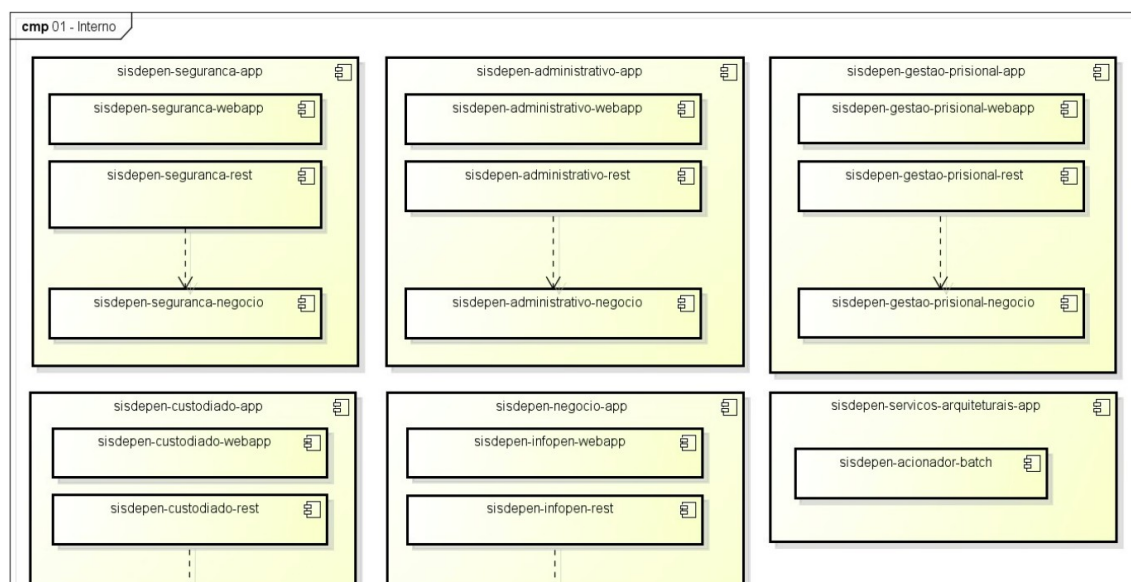 cmp 01 - Interno
sisdepen-seguranca-app
sisdepen-seguranca-webapp
sisdepen-seguranca-rest
sisdepen-seguranca-negocio
sisdepen-administrativo-app
sisdepen-administrativo-webapp
sisdepen-administrativo-rest
sisdepen-administrativo-negocio
sisdepen-gestao-prisional-app
sisdepen-gestao-prisional-webapp
sisdepen-gestao-prisional-rest
sisdepen-gestao-prisional-negocio
sisdepen-custodiado-app
sisdepen-custodiado-webapp
sisdepen-custodiado-rest
sisdepen-negocio-app
sisdepen-infopen-webapp
sisdepen-infopen-rest
sisdepen-servicos-arquiteturais-app
sisdepen-acionador-batch